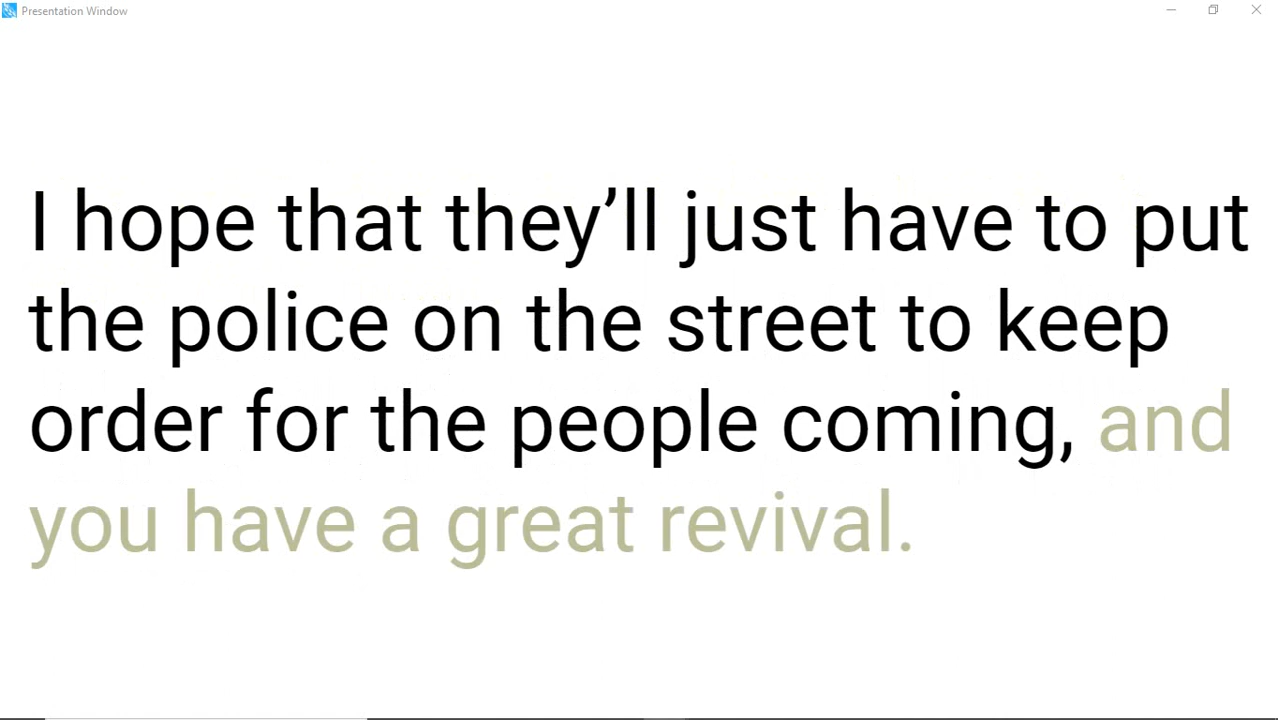 Presentation Window
I hope that they’ll just have to put
the police on the street to keep
order for the people coming, and
you have a great revival.